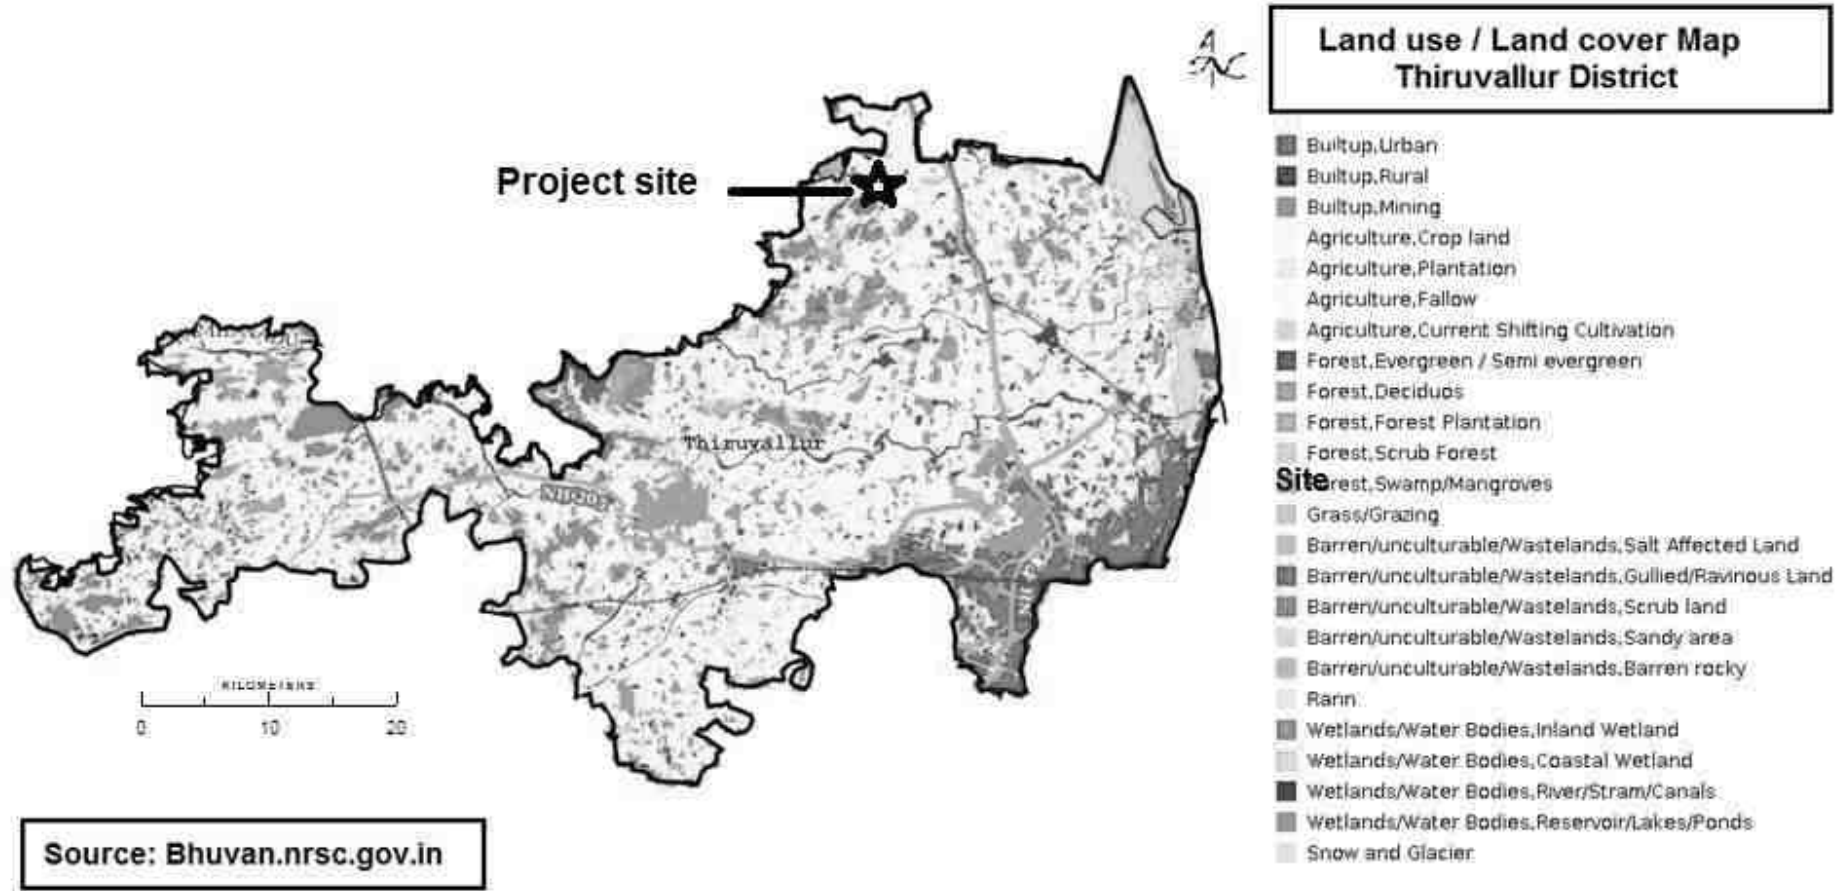 Land use / Land cover Map
Thiruvallur District
Project site
Builtup,Urban
Builtup,Rural
Builtup,Mining
Agriculture,Crop land
Agriculture,Plantation
Agriculture,Fallow
Agriculture,Current Shifting Cultivation
Forest,Evergreen / Semi evergreen
Forest,Deciduos
Forest,Forest Plantation
Forest,Scrub Forest
Site
rest,Swamp/Mangroves
Grass/Grazing
Barren/unculturable/Wastelands,Salt Affected Land
Barren/unculturable/Wastelands,Gullied/Ravinous Land
Barren/unculturable/Wastelands,Scrub land
Barren/unculturable/Wastelands,Sandy area
Barren/unculturable/Wastelands,Barren rocky
Rann
Wetlands/Water Bodies,Inland Wetland
Wetlands/Water Bodies,Coastal Wetland
Wetlands/Water Bodies,River/Stram/Canals
Wetlands/Water Bodies,Reservoir/Lakes/Ponds
Snow and Glacier
Thiruvallur
NH205
KILOMETERS
0 10 20
Source: Bhuvan.nrsc.gov.in